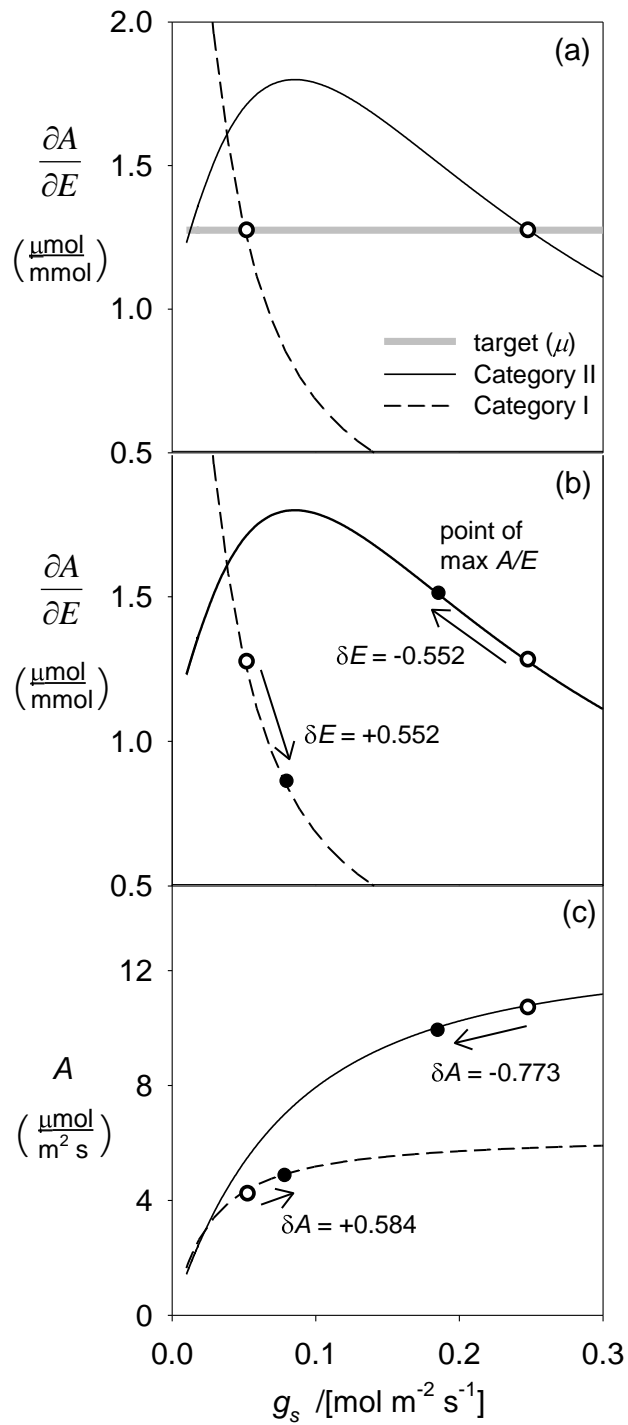 (a)
2.0
1.5
1.0
0.5
∂A
∂E
(μmol
mmol)
target (μ)
Category II
Category I
(b)
1.5
1.0
0.5
∂A
∂E
(μmol
mmol)
point of
max A/E
δE = -0.552
δE = +0.552
(c)
12
8
4
0
A
(μmol
m² s)
δA = -0.773
δA = +0.584
0.0 0.1 0.2 0.3
gₛ /[mol m⁻² s⁻¹]